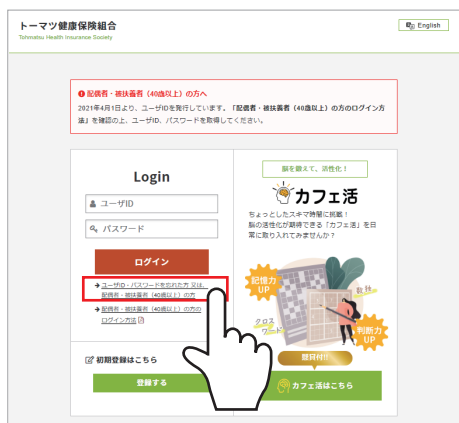 トーマツ健康保険組合
Tohmatsu Health Insurance Society
English
配偶者・被扶養者（40歳以上）の方へ
2021年4月1日より、ユーザIDを発行しています。「配偶者・被扶養者（40歳以上）の方のログイン方
法」を確認の上、ユーザID、パスワードを取得してください。
Login
ユーザID
パスワード
ログイン
ユーザID・パスワードを忘れた方 又は、
配偶者・被扶養者（40歳以上）の方
配偶者・被扶養者（40歳以上）の方の
ログイン方法
初期登録はこちら
登録する
脳を鍛えて、活性化！
カフェ活
ちょっとしたスキマ時間に挑戦！
脳の活性化が期待できる「カフェ活」を日
常に取り入れてみませんか？
記憶力
UP
数独
クロス
ワード
判断力
UP
賞品付!!
カフェ活はこちら